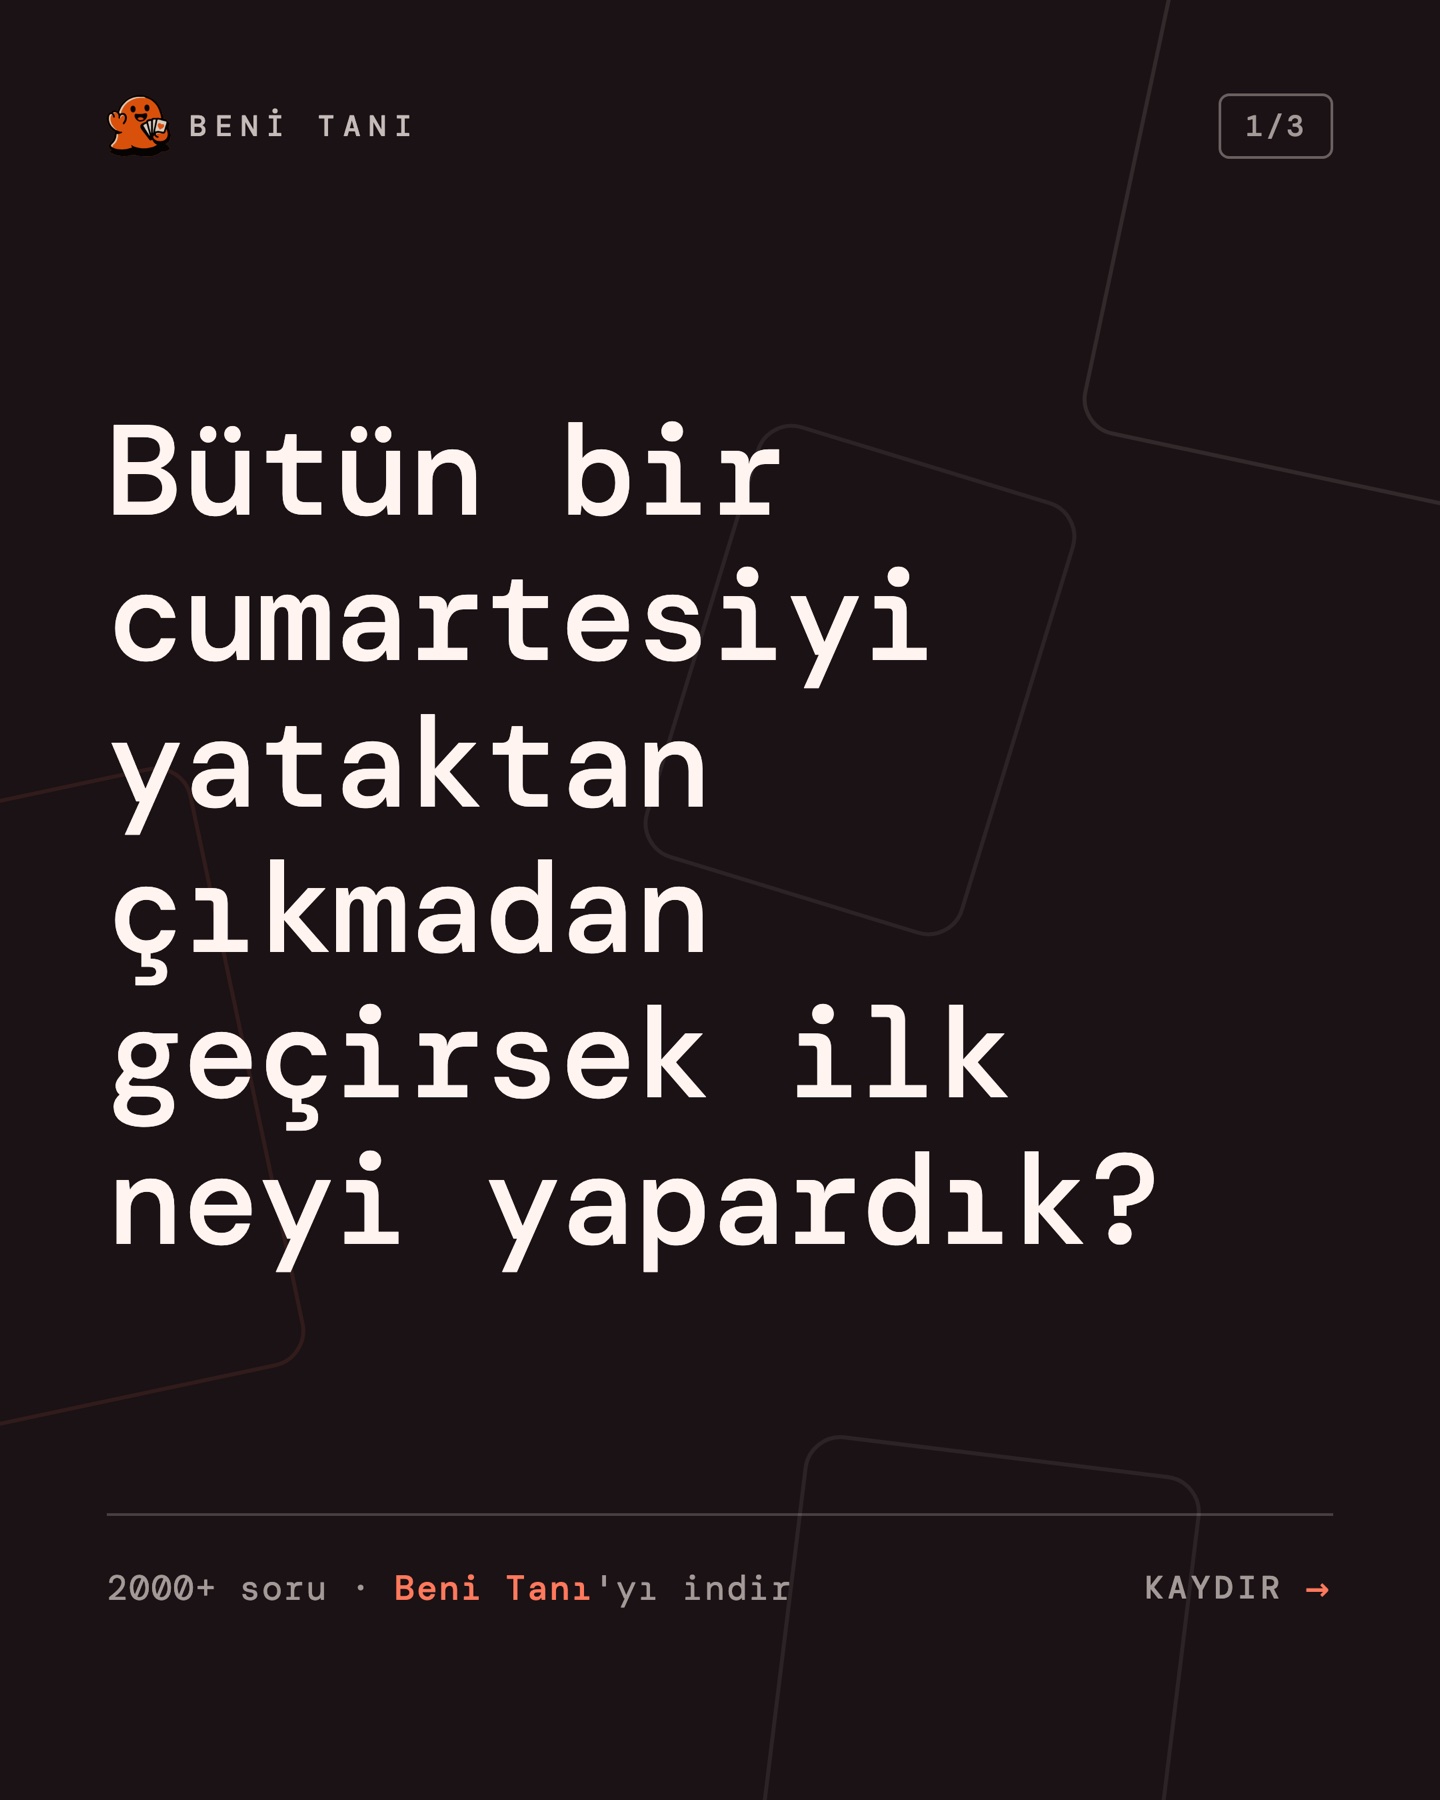 BENİ TANI
1/3
Bütün bir
cumartesiyi
yataktan
çıkmadan
geçirsek ilk
neyi yapardık?
2000+ soru · Beni Tanı'yı indir
KAYDIR →